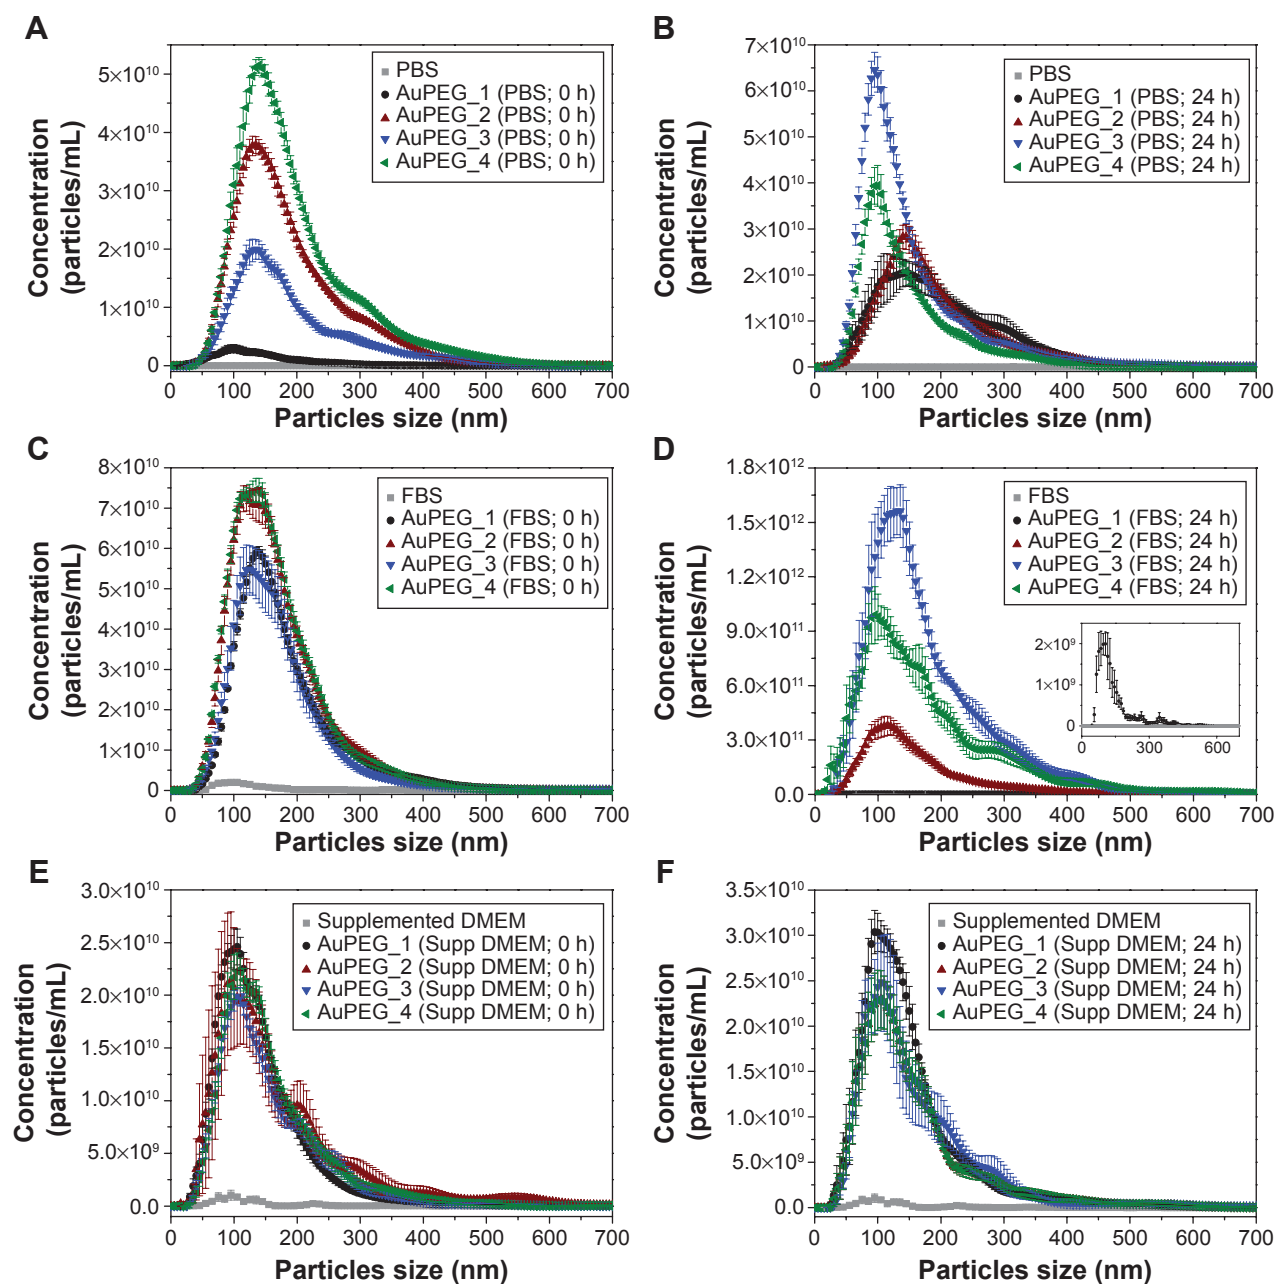 A
Concentration
(particles/mL)
5×10¹⁰
4×10¹⁰
3×10¹⁰
2×10¹⁰
1×10¹⁰
0
PBS
AuPEG_1 (PBS; 0 h)
AuPEG_2 (PBS; 0 h)
AuPEG_3 (PBS; 0 h)
AuPEG_4 (PBS; 0 h)
0 100 200 300 400 500 600 700
Particles size (nm)
B
Concentration
(particles/mL)
7×10¹⁰
6×10¹⁰
5×10¹⁰
4×10¹⁰
3×10¹⁰
2×10¹⁰
1×10¹⁰
0
PBS
AuPEG_1 (PBS; 24 h)
AuPEG_2 (PBS; 24 h)
AuPEG_3 (PBS; 24 h)
AuPEG_4 (PBS; 24 h)
0 100 200 300 400 500 600 700
Particles size (nm)
C
Concentration
(particles/mL)
8×10¹⁰
7×10¹⁰
6×10¹⁰
5×10¹⁰
4×10¹⁰
3×10¹⁰
2×10¹⁰
1×10¹⁰
0
FBS
AuPEG_1 (FBS; 0 h)
AuPEG_2 (FBS; 0 h)
AuPEG_3 (FBS; 0 h)
AuPEG_4 (FBS; 0 h)
0 100 200 300 400 500 600 700
Particles size (nm)
D
Concentration
(particles/mL)
1.8×10¹²
1.5×10¹²
1.2×10¹²
9.0×10¹¹
6.0×10¹¹
3.0×10¹¹
0.0
FBS
AuPEG_1 (FBS; 24 h)
AuPEG_2 (FBS; 24 h)
AuPEG_3 (FBS; 24 h)
AuPEG_4 (FBS; 24 h)
2×10⁹
1×10⁹
0
0 300 600
0 100 200 300 400 500 600 700
Particles size (nm)
E
Concentration
(particles/mL)
3.0×10¹⁰
2.5×10¹⁰
2.0×10¹⁰
1.5×10¹⁰
1.0×10¹⁰
5.0×10⁹
0.0
Supplemented DMEM
AuPEG_1 (Supp DMEM; 0 h)
AuPEG_2 (Supp DMEM; 0 h)
AuPEG_3 (Supp DMEM; 0 h)
AuPEG_4 (Supp DMEM; 0 h)
0 100 200 300 400 500 600 700
Particles size (nm)
F
Concentration
(particles/mL)
3.5×10¹⁰
3.0×10¹⁰
2.5×10¹⁰
2.0×10¹⁰
1.5×10¹⁰
1.0×10¹⁰
5.0×10⁹
0.0
Supplemented DMEM
AuPEG_1 (Supp DMEM; 24 h)
AuPEG_2 (Supp DMEM; 24 h)
AuPEG_3 (Supp DMEM; 24 h)
AuPEG_4 (Supp DMEM; 24 h)
0 100 200 300 400 500 600 700
Particles size (nm)